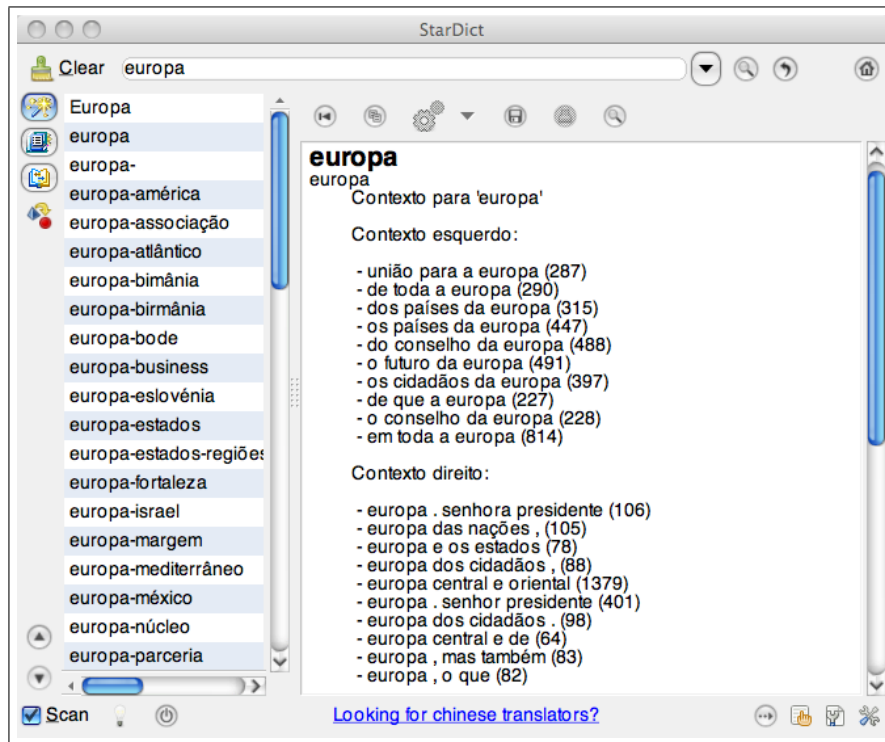 StarDict
Clear europa
Europa
europa
europa-
europa-américa
europa-associação
europa-atlântico
europa-bimânia
europa-birmânia
europa-bode
europa-business
europa-eslovénia
europa-estados
europa-estados-regiões
europa-fortaleza
europa-israel
europa-margem
europa-mediterrâneo
europa-méxico
europa-núcleo
europa-parceria
europa
europa
Contexto para 'europa'
Contexto esquerdo:
- união para a europa (287)
- de toda a europa (290)
- dos países da europa (315)
- os países da europa (447)
- do conselho da europa (488)
- o futuro da europa (491)
- os cidadãos da europa (397)
- de que a europa (227)
- o conselho da europa (228)
- em toda a europa (814)
Contexto direito:
- europa . senhora presidente (106)
- europa das nações , (105)
- europa e os estados (78)
- europa dos cidadãos , (88)
- europa central e oriental (1379)
- europa . senhor presidente (401)
- europa dos cidadãos . (98)
- europa central e de (64)
- europa , mas também (83)
- europa , o que (82)
Scan
Looking for chinese translators?